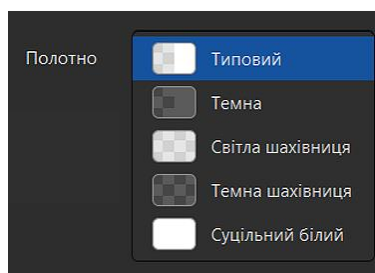 Полотно
Типовий
Темна
Світла шахівниця
Темна шахівниця
Суцільний білий